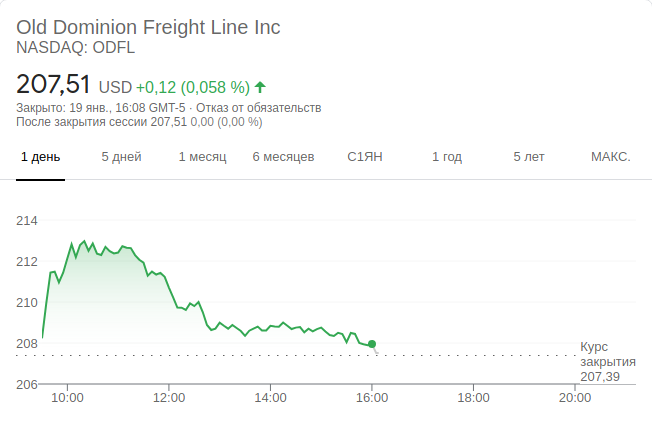 Old Dominion Freight Line Inc
NASDAQ: ODFL
207,51 USD +0,12 (0,058 %)
Закрыто: 19 янв., 16:08 GMT-5 · Отказ от обязательств
После закрытия сессии 207,51 0,00 (0,00 %)
1 день 5 дней 1 месяц 6 месяцев С1ЯН 1 год 5 лет МАКС.
214
212
210
208
Курс
закрытия
207,39
206
10:00 12:00 14:00 16:00 18:00 20:00